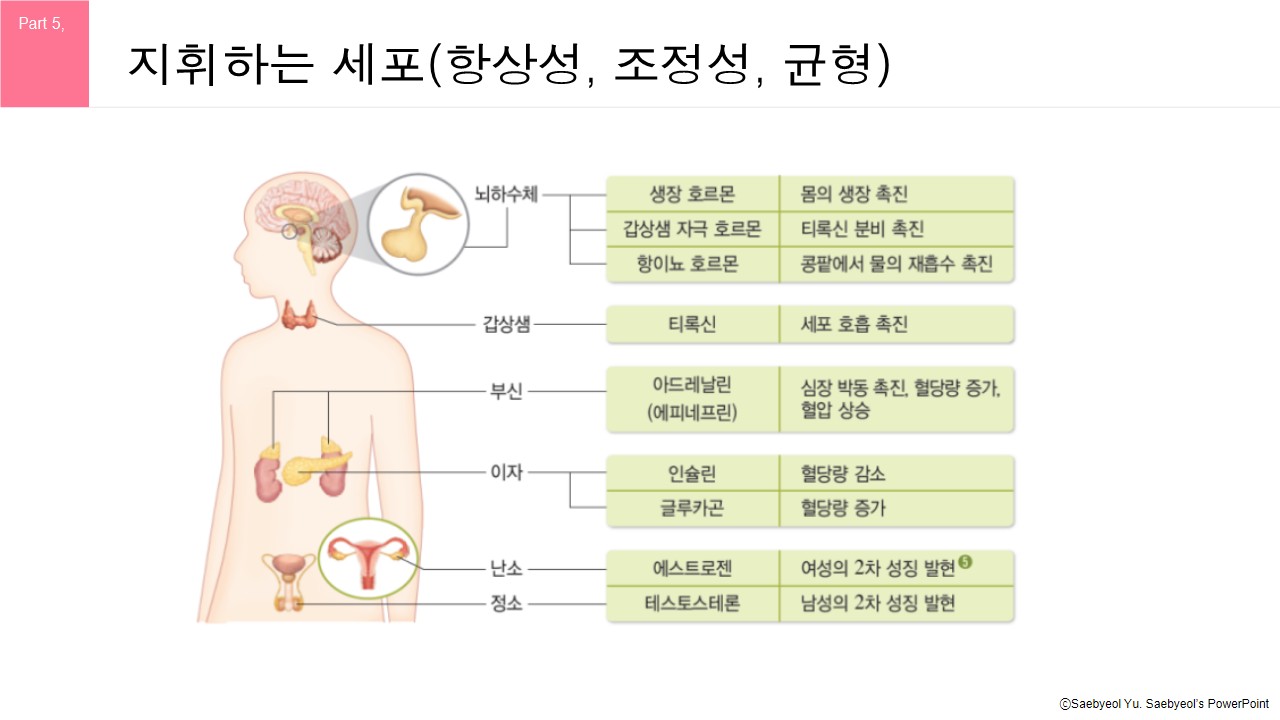 Part 5,
지휘하는 세포(항상성, 조정성, 균형)
뇌하수체
생장 호르몬 몸의 생장 촉진
갑상샘 자극 호르몬 티록신 분비 촉진
항이뇨 호르몬 콩팥에서 물의 재흡수 촉진
갑상샘 티록신 세포 호흡 촉진
부신 아드레날린 심장 박동 촉진, 혈당량 증가,
(에피네프린) 혈압 상승
이자 인슐린 혈당량 감소
글루카곤 혈당량 증가
난소 에스트로젠 여성의 2차 성징 발현 5
정소 테스토스테론 남성의 2차 성징 발현
ⓒSaebyeol Yu. Saebyeol's PowerPoint